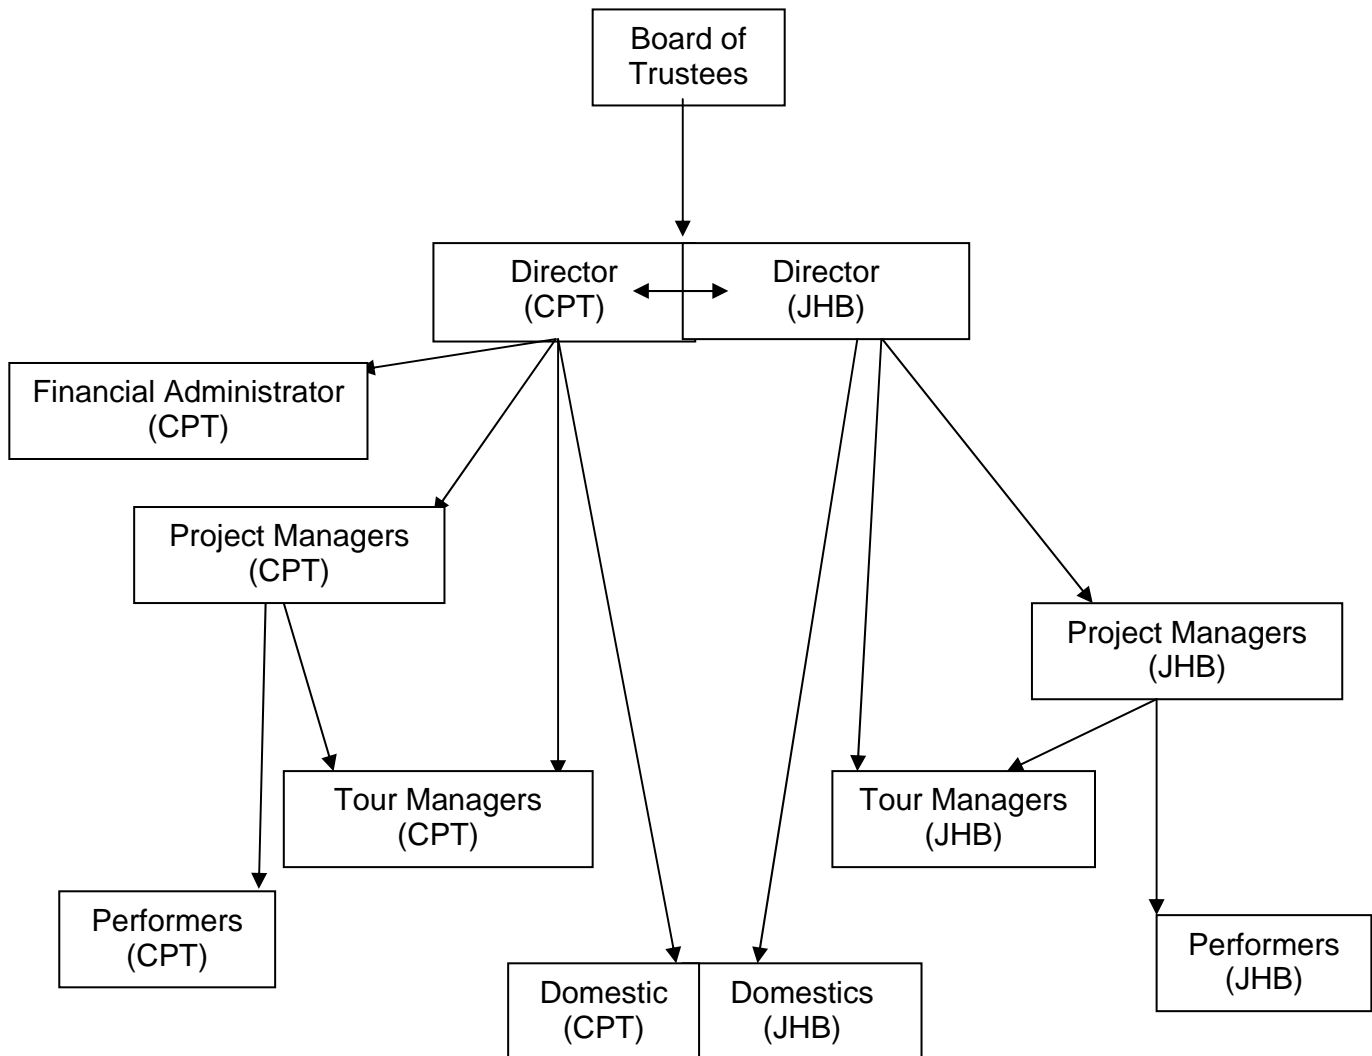 Board of
Trustees
Director
(CPT)
Director
(JHB)
Financial Administrator
(CPT)
Project Managers
(CPT)
Project Managers
(JHB)
Tour Managers
(CPT)
Tour Managers
(JHB)
Performers
(CPT)
Performers
(JHB)
Domestic
(CPT)
Domestics
(JHB)